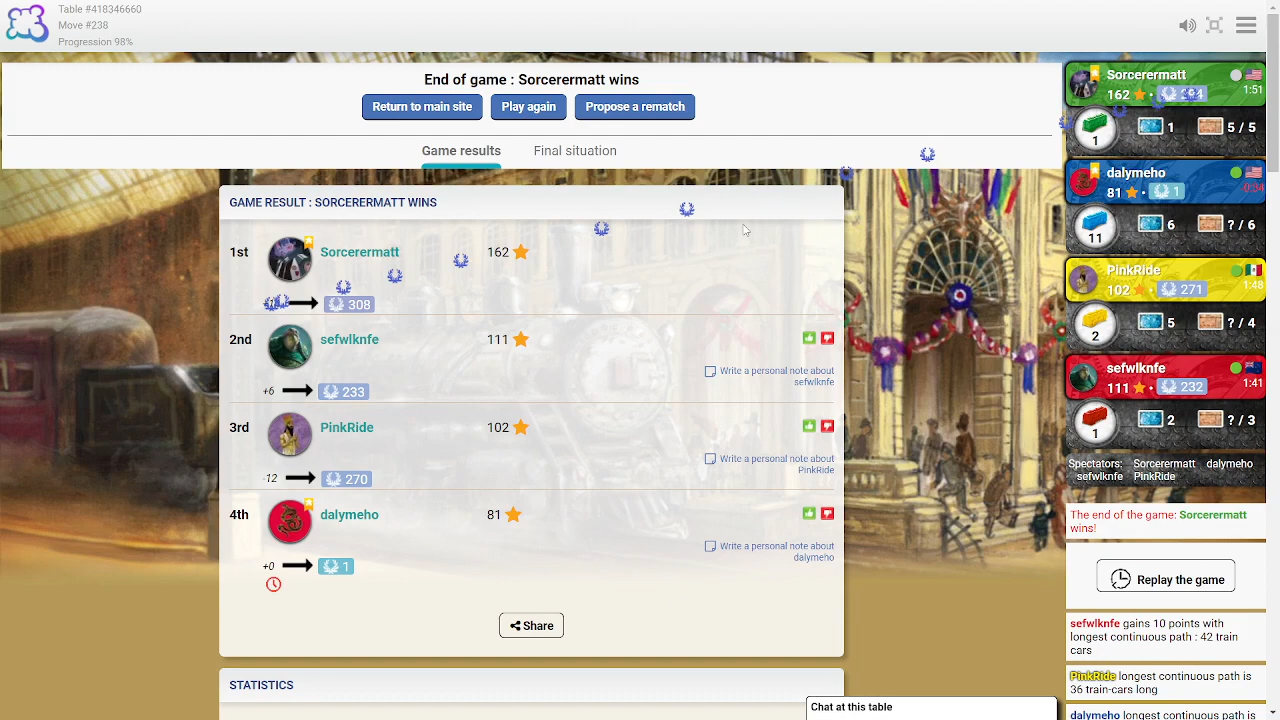 Table #418346660
Move #238
Progression 98%
End of game : Sorcerermatt wins
Return to main site
Play again
Propose a rematch
Game results
Final situation
GAME RESULT : SORCERERMATT WINS
1st
Sorcerermatt
162
308
2nd
sefwlknfe
111
Write a personal note about
sefwlknfe
+6
233
3rd
PinkRide
102
Write a personal note about
PinkRide
-12
270
4th
dalymeho
81
Write a personal note about
dalymeho
+0
1
Share
STATISTICS
Chat at this table
Sorcerermatt
162
1:51
1
1
5 / 5
dalymeho
81
1
11
6
? / 6
PinkRide
102
271
1:48
2
5
? / 4
sefwlknfe
111
232
1:41
1
2
? / 3
Spectators: Sorcerermatt dalymeho
sefwlknfe PinkRide
The end of the game: Sorcerermatt
wins!
Replay the game
sefwlknfe gains 10 points with
longest continuous path : 42 train
cars
PinkRide longest continuous path is
36 train-cars long
dalymeho longest continuous path is